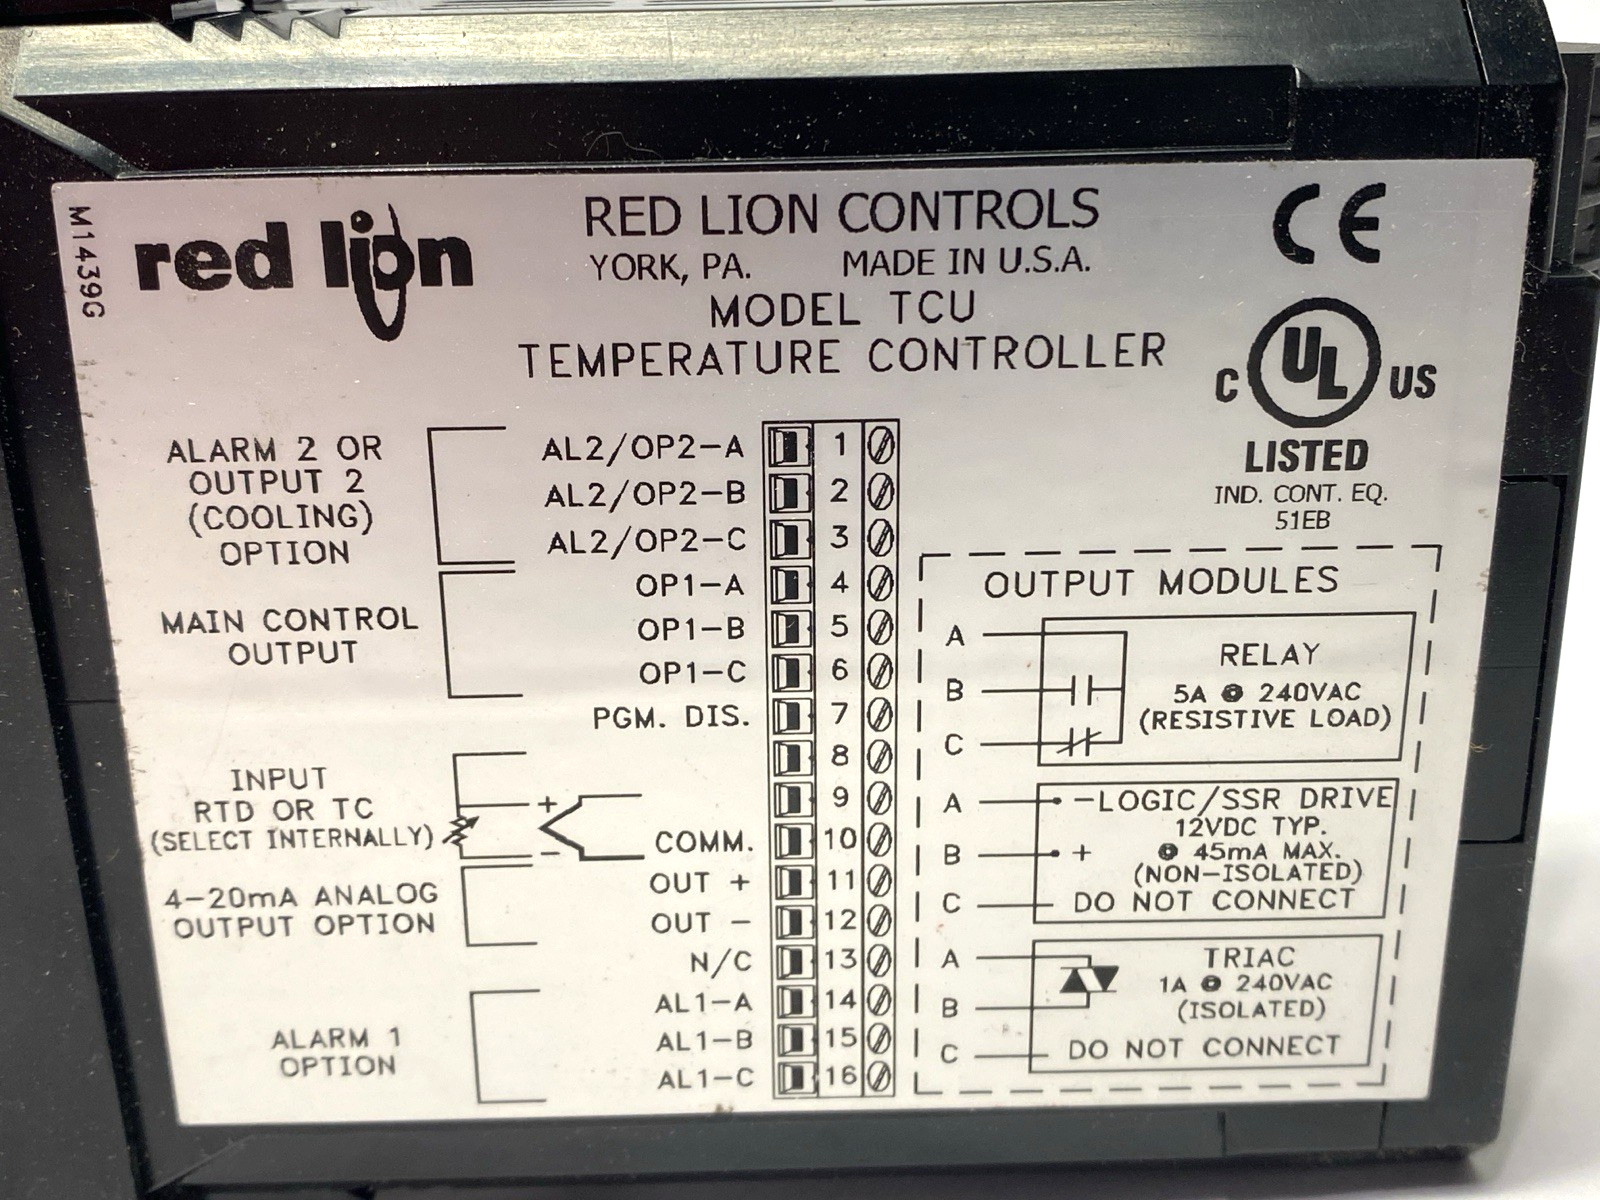 M1439G
red lion
RED LION CONTROLS
YORK, PA. MADE IN U.S.A.
MODEL TCU
TEMPERATURE CONTROLLER
CE
C UL US
LISTED
IND. CONT. EQ.
51EB
ALARM 2 OR
OUTPUT 2
(COOLING)
OPTION
MAIN CONTROL
OUTPUT
INPUT
RTD OR TC
(SELECT INTERNALLY)
4-20mA ANALOG
OUTPUT OPTION
ALARM 1
OPTION
AL2/OP2-A 1
AL2/OP2-B 2
AL2/OP2-C 3
OP1-A 4
OP1-B 5
OP1-C 6
PGM. DIS. 7
8
+ 9
- COMM. 10
OUT + 11
OUT - 12
N/C 13
AL1-A 14
AL1-B 15
AL1-C 16
OUTPUT MODULES
A
B
C
RELAY
5A @ 240VAC
(RESISTIVE LOAD)
A - LOGIC/SSR DRIVE
12VDC TYP.
B + @ 45mA MAX.
(NON-ISOLATED)
C DO NOT CONNECT
A TRIAC
1A @ 240VAC
B (ISOLATED)
C DO NOT CONNECT